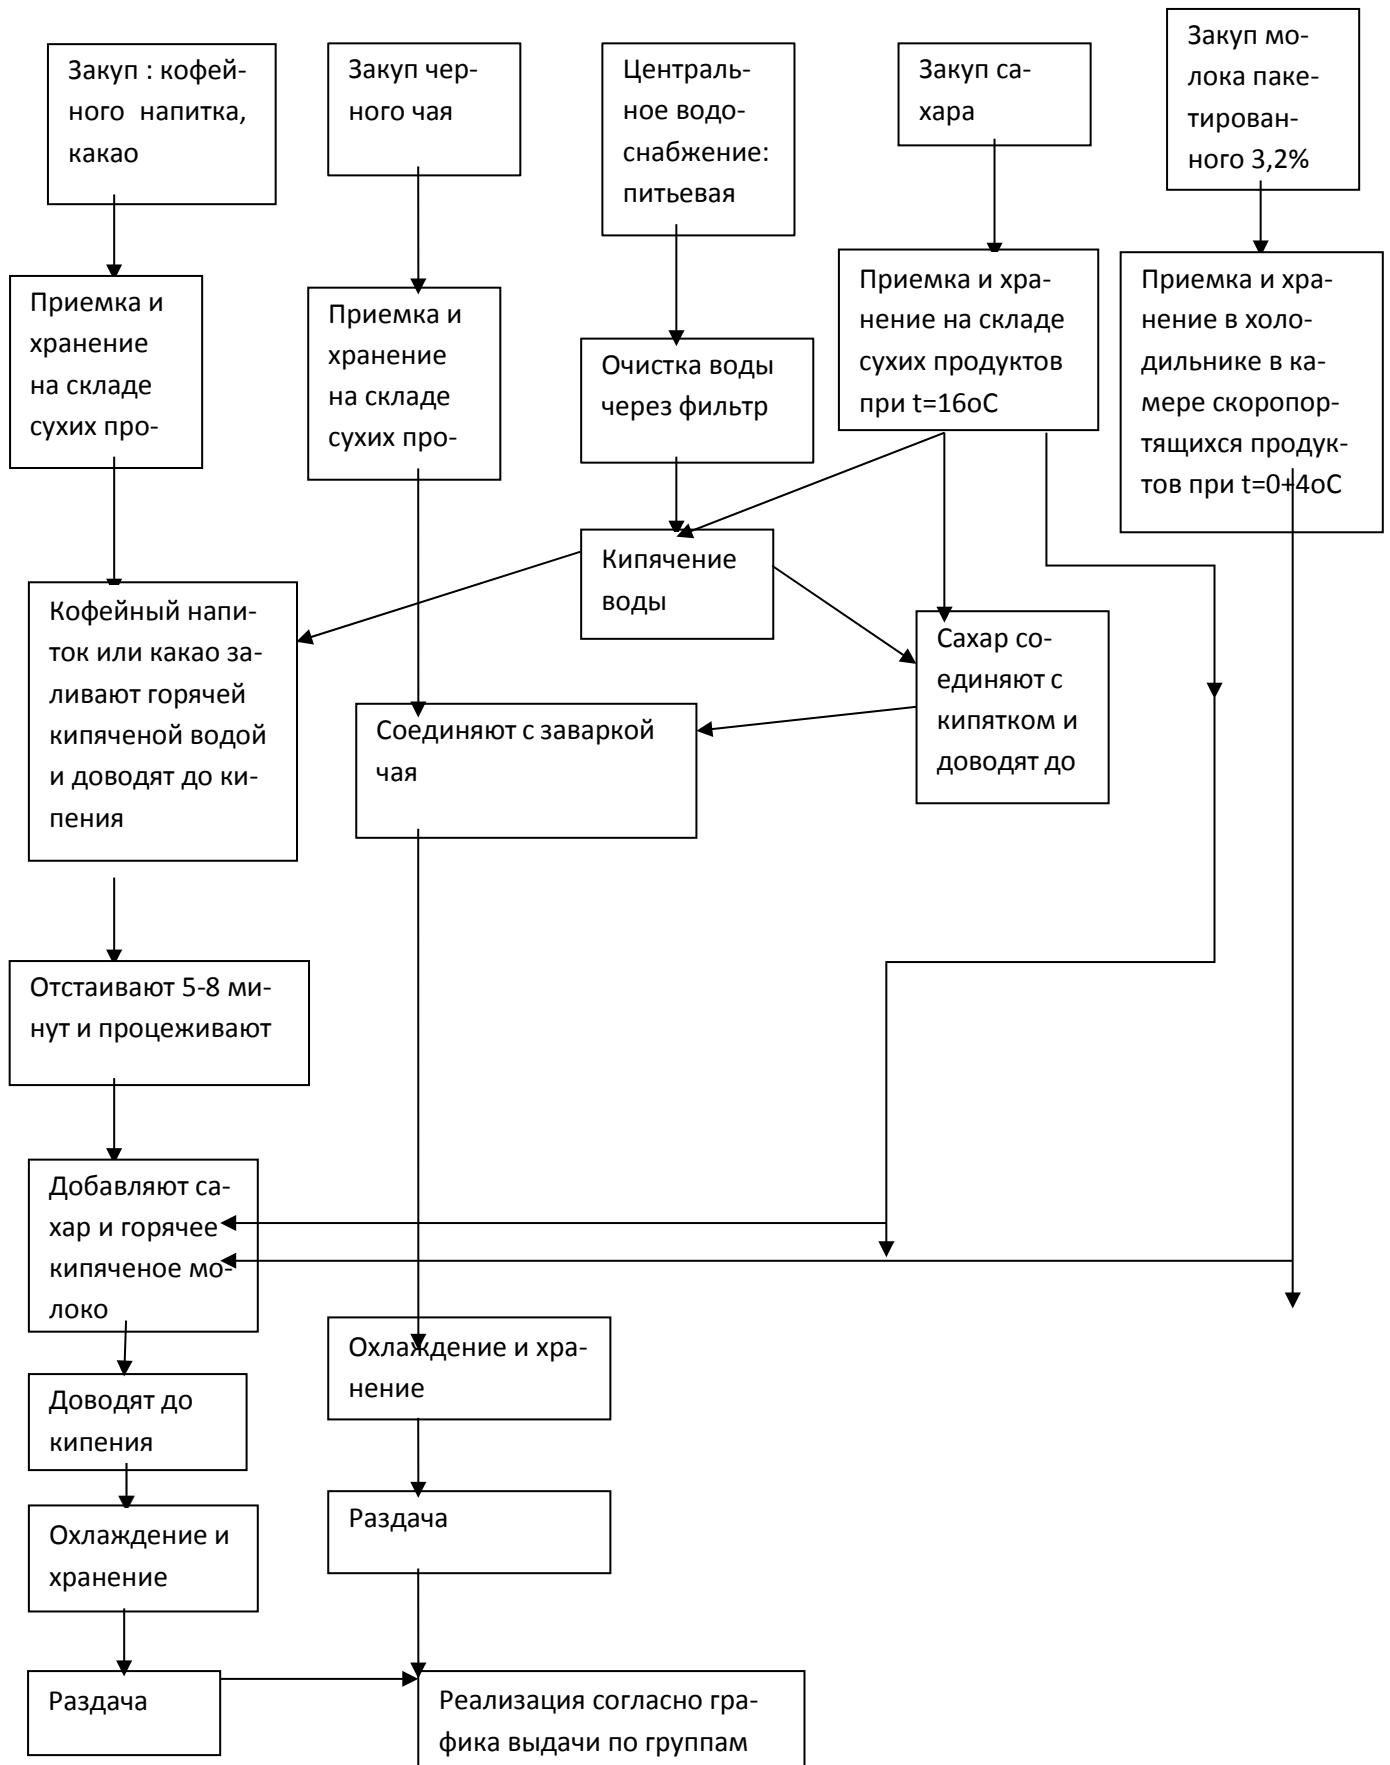 Закуп : кофей-
ного напитка,
какао
Закуп чер-
ного чая
Централь-
ное водо-
снабжение:
питьевая
Закуп са-
хара
Закуп мо-
лока паке-
тирован-
ного 3,2%
Приемка и
хранение
на складе
сухих про-
Приемка и
хранение
на складе
сухих про-
Очистка воды
через фильтр
Приемка и хра-
нение на складе
сухих продуктов
при t=16оС
Приемка и хра-
нение в холо-
дильнике в ка-
мере скоропор-
тящихся продук-
тов при t=0+4оС
Кипячение
воды
Кофейный напи-
ток или какао за-
ливают горячей
кипяченой водой
и доводят до ки-
пения
Сахар со-
единяют с
кипятком и
доводят до
Соединяют с заваркой
чая
Отстаивают 5-8 ми-
нут и процеживают
Добавляют са-
хар и горячее
кипяченое мо-
локо
Охлаждение и хра-
нение
Доводят до
кипения
Раздача
Охлаждение и
хранение
Раздача
Реализация согласно гра-
фика выдачи по группам